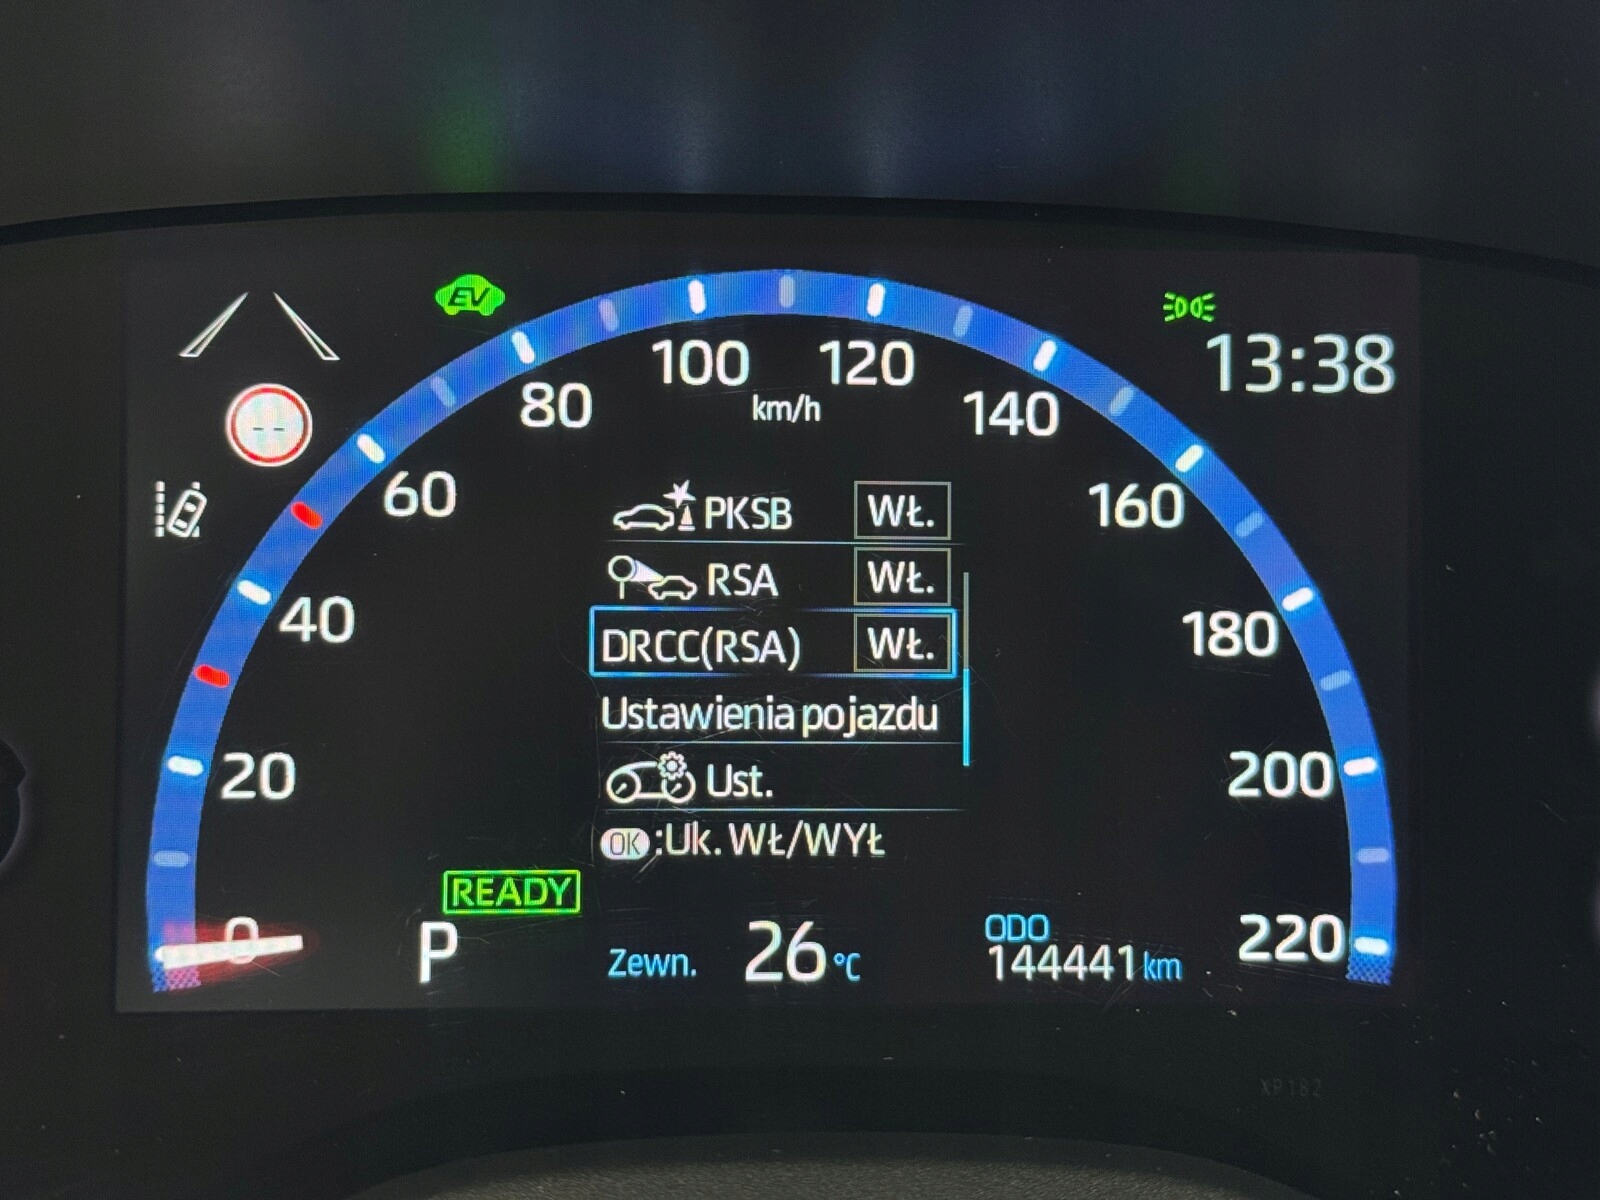 EV
13:38
100 120
80 km/h 140
-- 
60 160
PKSB WŁ.
RSA WŁ.
40 180
DRCC(RSA) WŁ.
Ustawienia pojazdu
20 200
Ust.
OK:Uk. WŁ/WYŁ
READY
0 220
P
Zewn. 26°C
ODO
144441 km
XP182